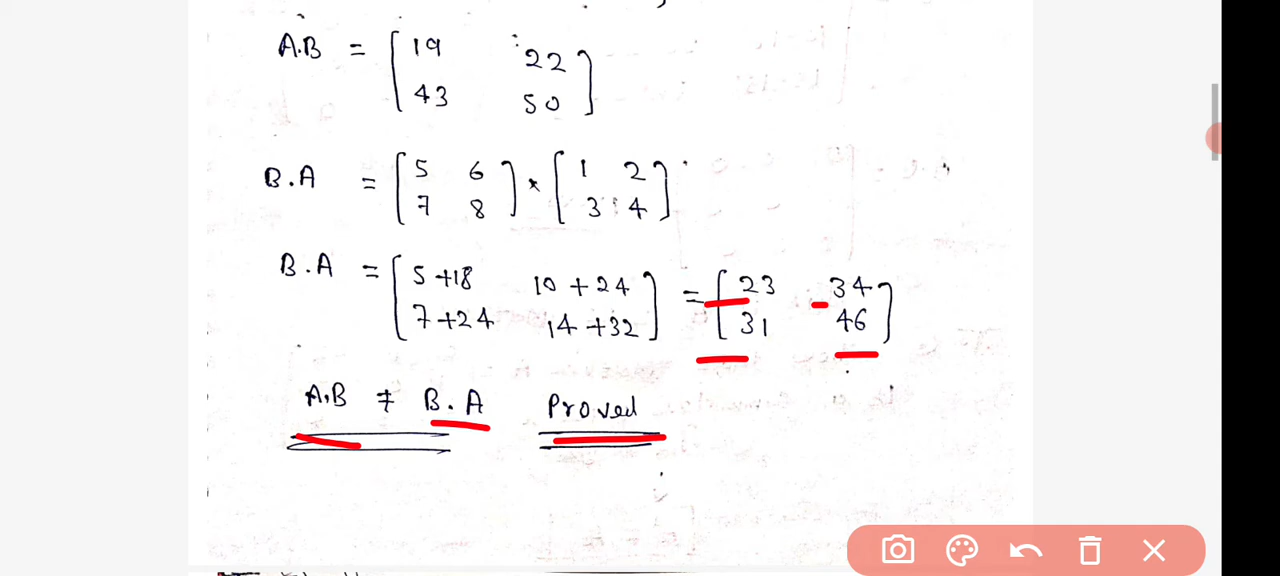 A.B = [ 19 22
43 50 ]
B.A = [ 5 6
7 8 ] * [ 1 2
3 4 ]
B.A = [ 5+18 10+24
7+24 14+32 ] = [ 23 34
31 46 ]
A.B ≠ B.A Proved